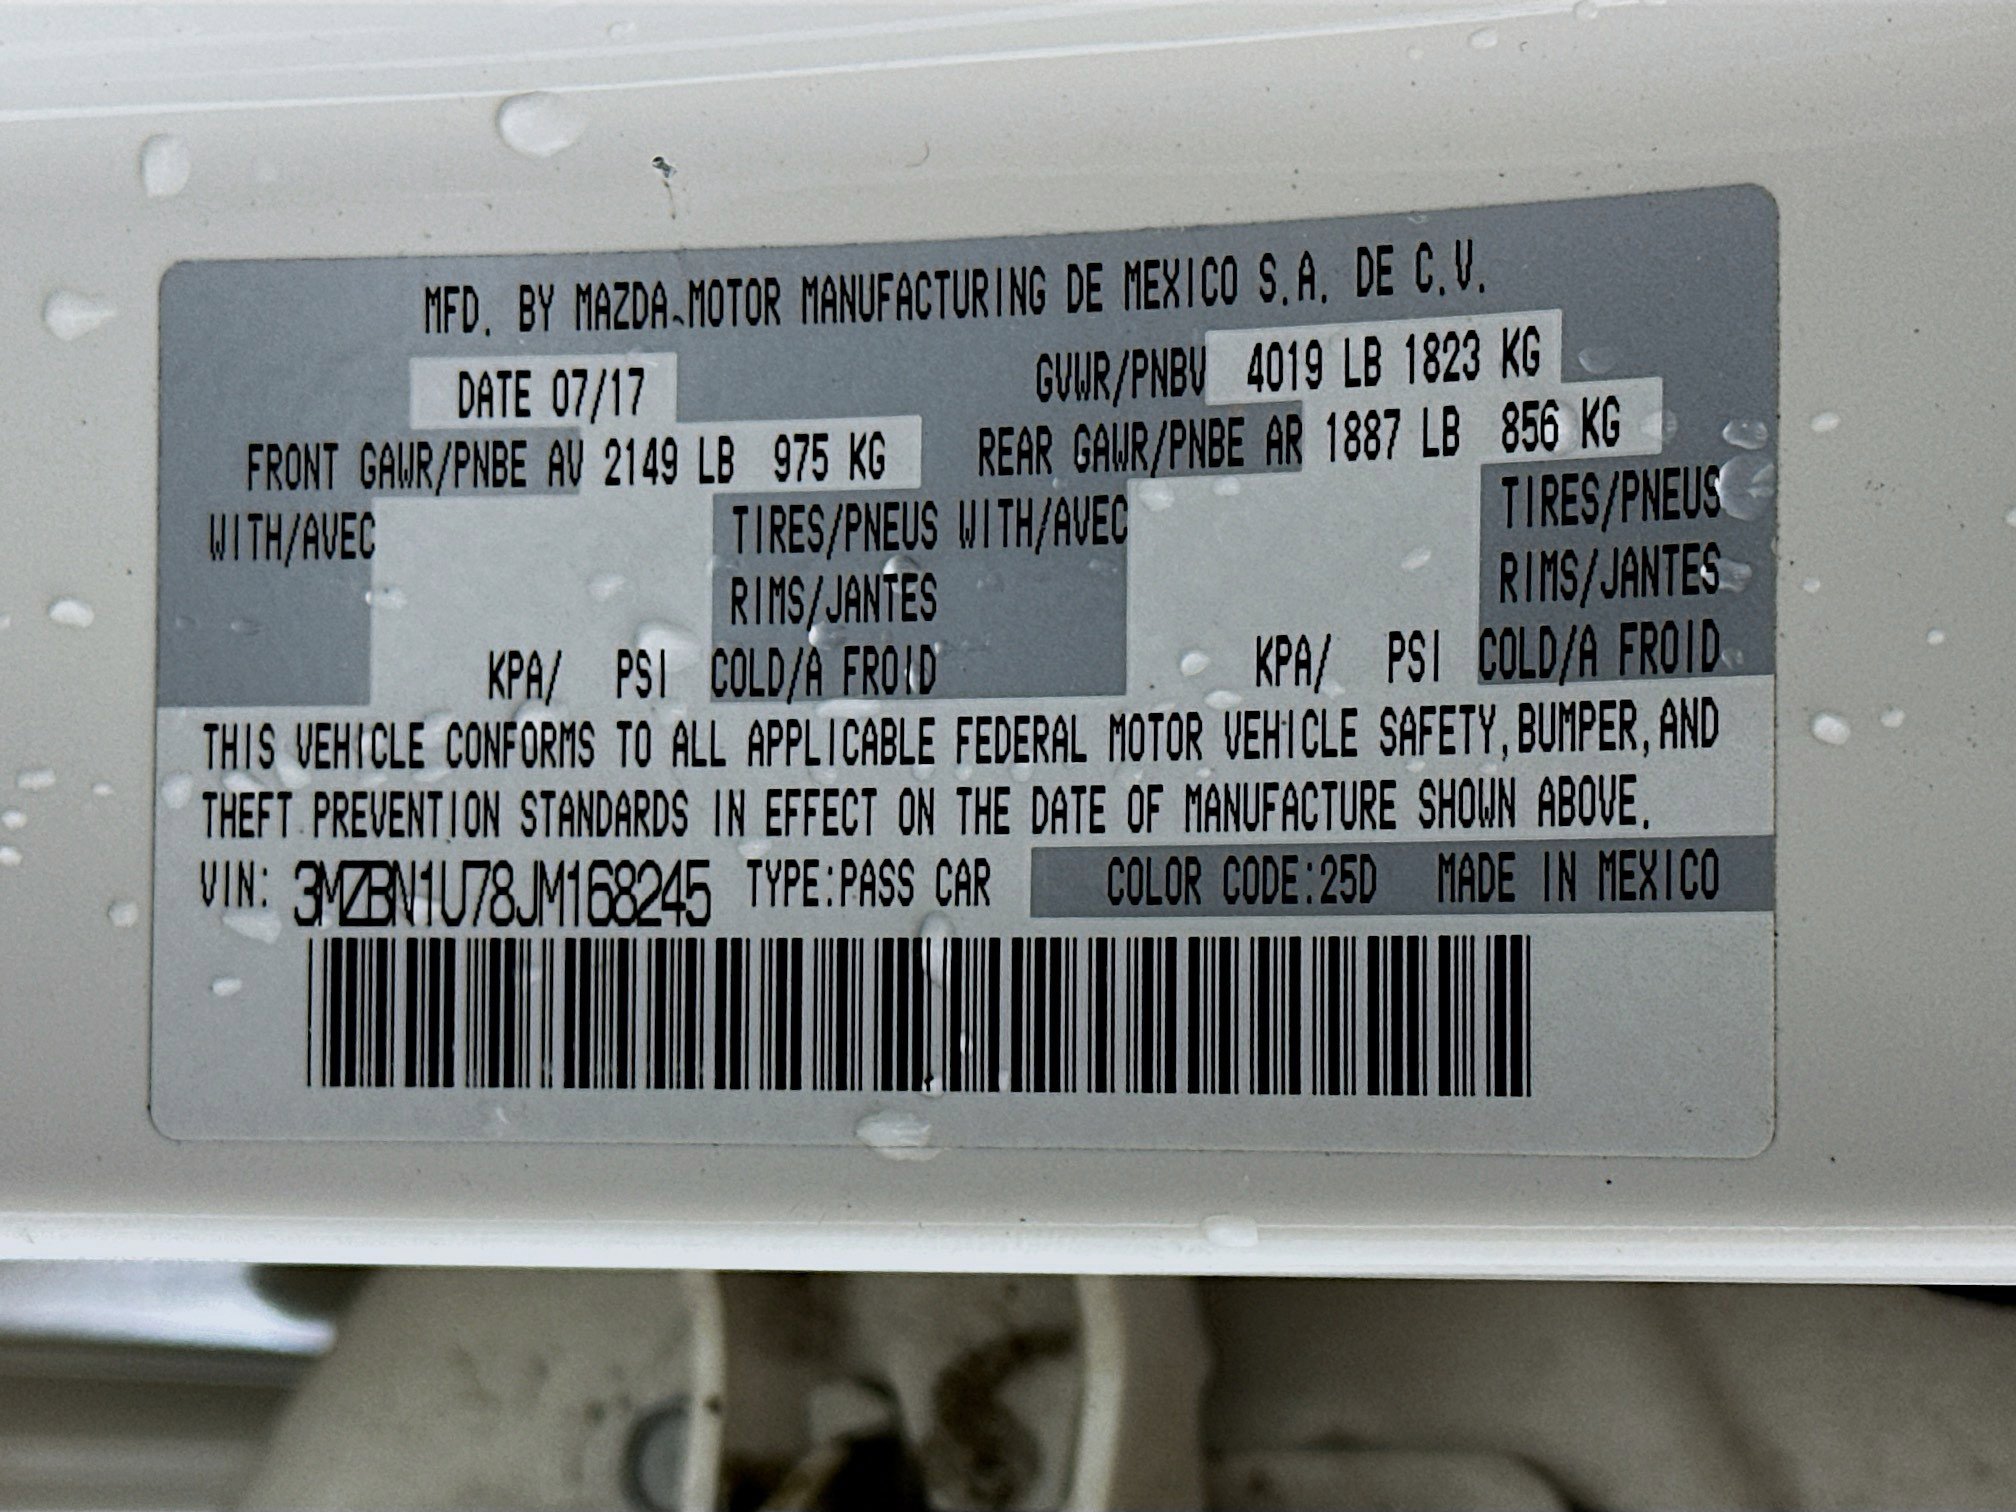 MFD. BY MAZDA MOTOR MANUFACTURING DE MEXICO S.A. DE C.V.
DATE 07/17 GVWR/PNBV 4019 LB 1823 KG
FRONT GAWR/PNBE AV 2149 LB 975 KG REAR GAWR/PNBE AR 1887 LB 856 KG
WITH/AVEC TIRES/PNEUS WITH/AVEC TIRES/PNEUS
RIMS/JANTES RIMS/JANTES
KPA/ PSI COLD/A FROID KPA/ PSI COLD/A FROID
THIS VEHICLE CONFORMS TO ALL APPLICABLE FEDERAL MOTOR VEHICLE SAFETY, BUMPER, AND
THEFT PREVENTION STANDARDS IN EFFECT ON THE DATE OF MANUFACTURE SHOWN ABOVE.
VIN: 3MZBN1U78JM168245 TYPE:PASS CAR COLOR CODE:25D MADE IN MEXICO